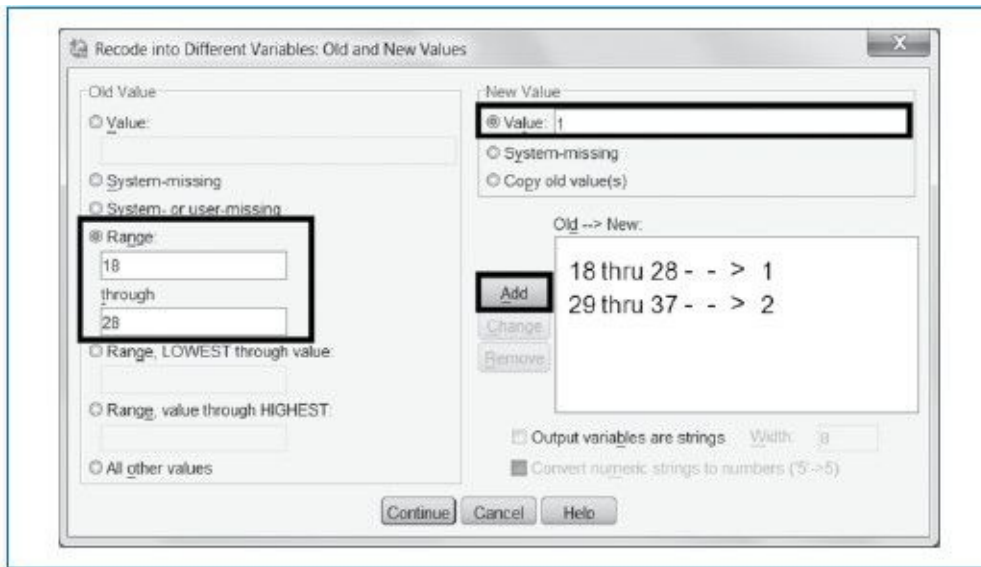 Recode into Different Variables: Old and New Values
X
Old Value
Value:
System-missing
System- or user-missing
Range:
18
through
28
Range, LOWEST through value:
Range, value through HIGHEST:
All other values
New Value
Value: 1
System-missing
Copy old value(s)
Old --> New:
Add
Change
Remove
18 thru 28 - - > 1
29 thru 37 - - > 2
Output variables are strings Width: 8
Convert numeric strings to numbers ('5'->5)
Continue Cancel Help